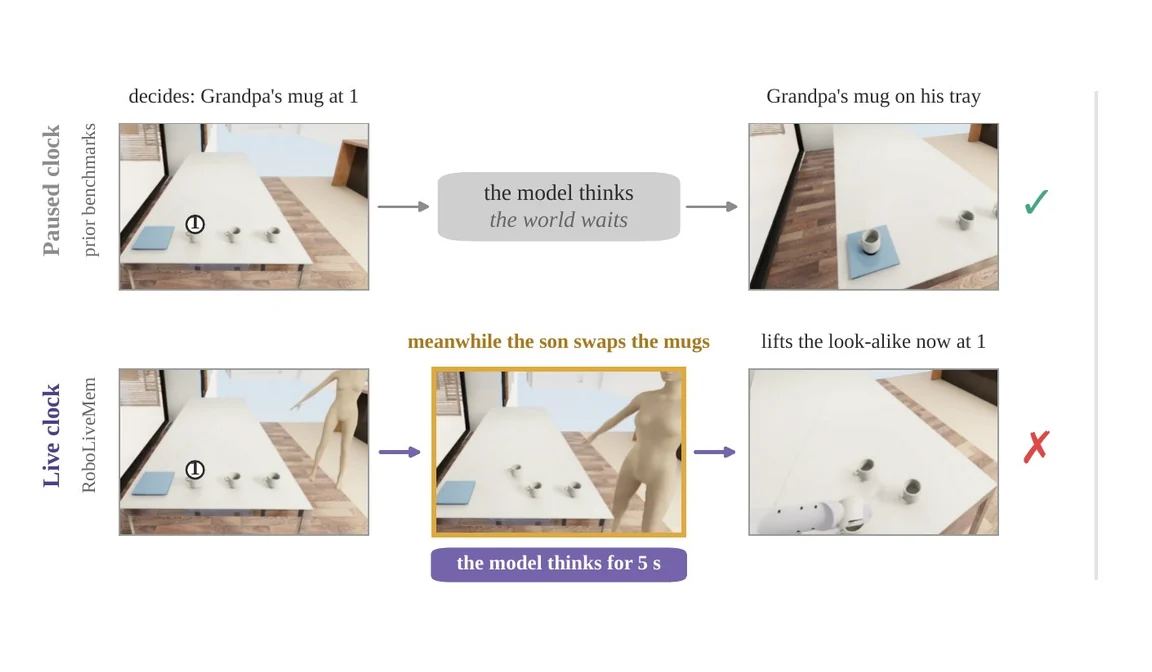 decides: Grandpa's mug at 1
Grandpa's mug on his tray
Paused clock
prior benchmarks
1
the model thinks
the world waits
✓
meanwhile the son swaps the mugs
lifts the look-alike now at 1
Live clock
RoboLiveMem
1
✗
the model thinks for 5 s